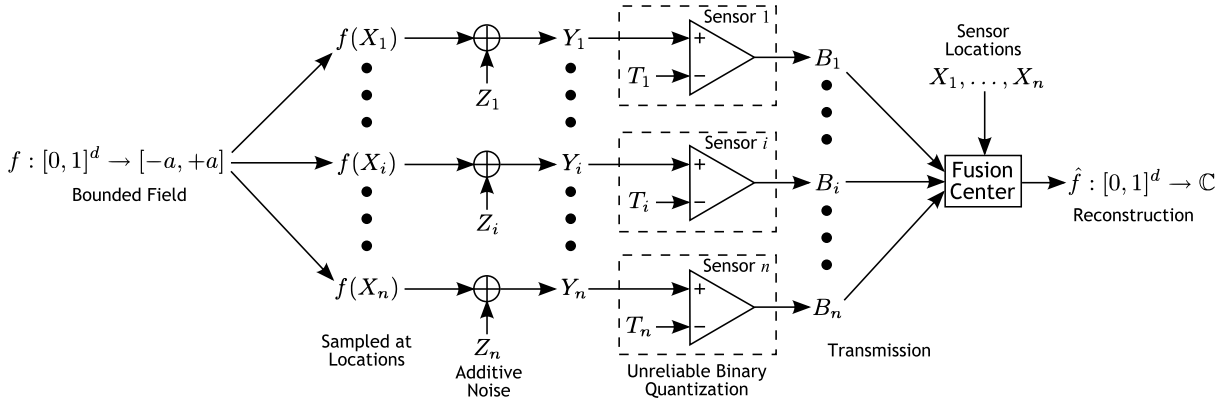 Sensor 1
f(X₁)
Y₁
+
T₁
−
B₁
Z₁
Sensor Locations
X₁, . . . , Xₙ
f : [0, 1]ᵈ → [−a, +a]
Bounded Field
Sensor i
f(Xᵢ)
Yᵢ
+
Tᵢ
−
Bᵢ
Zᵢ
Fusion
Center
f̂ : [0, 1]ᵈ → ℂ
Reconstruction
Sensor n
f(Xₙ)
Yₙ
+
Tₙ
−
Bₙ
Zₙ
Sampled at
Locations
Additive
Noise
Unreliable Binary
Quantization
Transmission